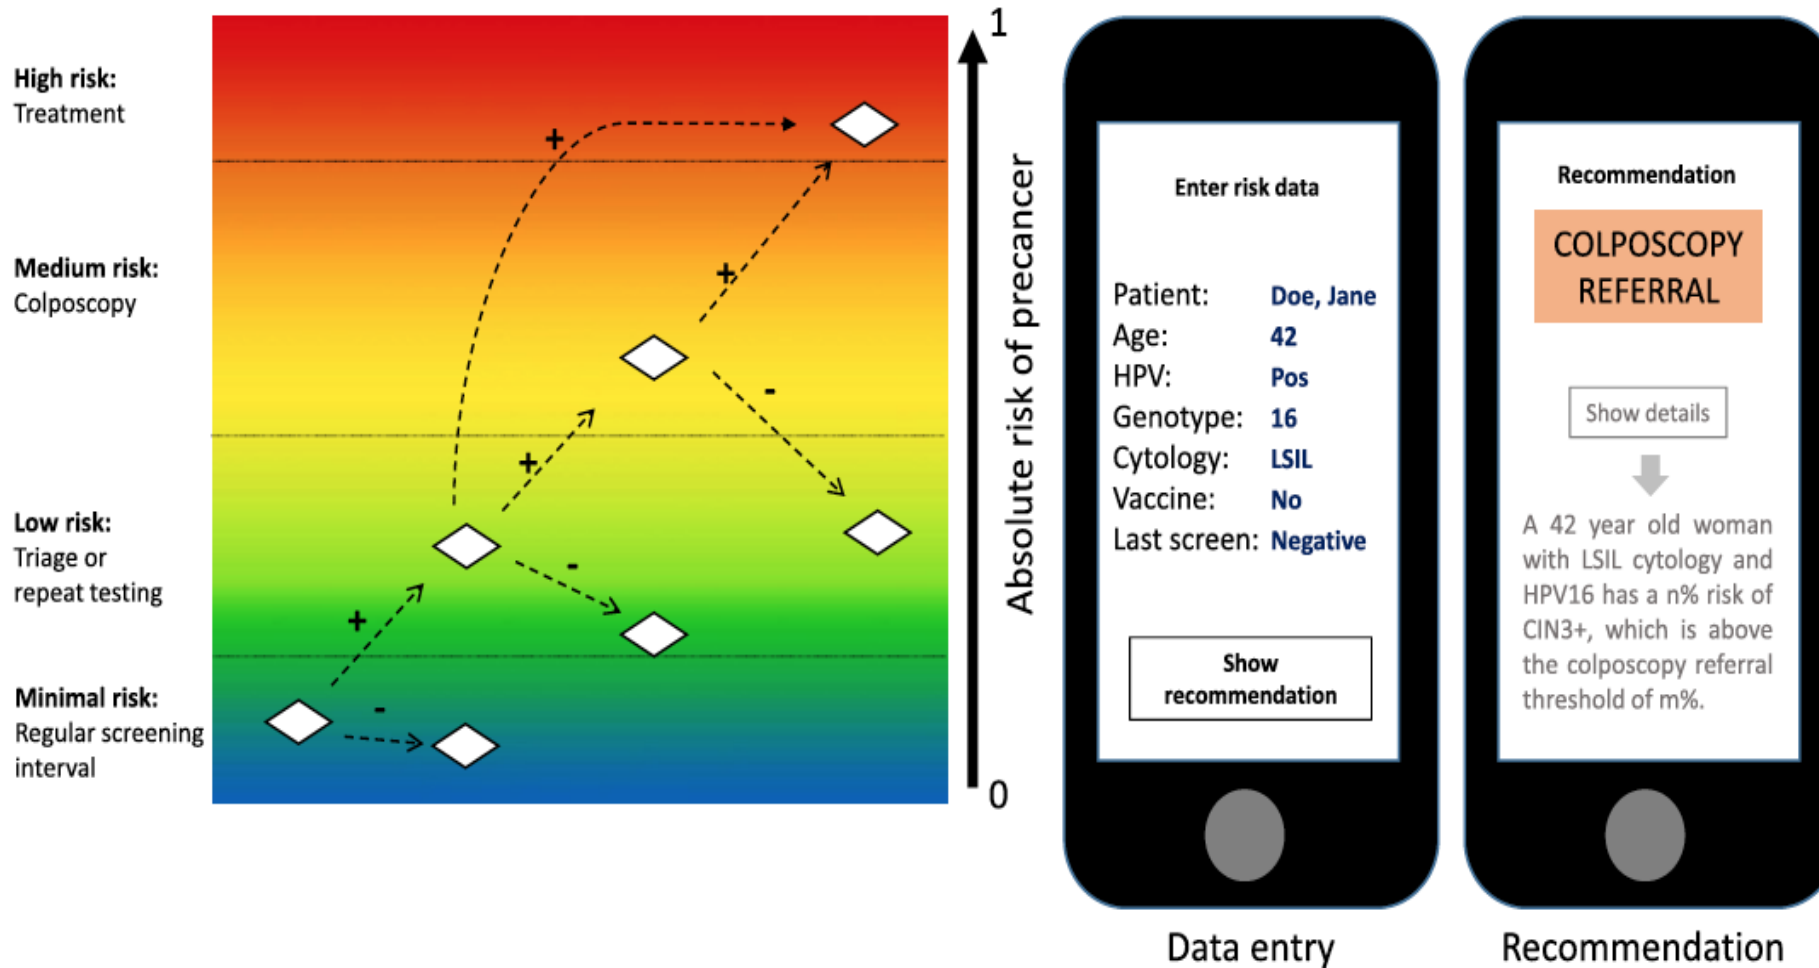 High risk:
Treatment
Medium risk:
Colposcopy
Low risk:
Triage or
repeat testing
Minimal risk:
Regular screening
interval
+
+
+
-
+
-
+
-
1
Absolute risk of precancer
0
Enter risk data
Patient: Doe, Jane
Age: 42
HPV: Pos
Genotype: 16
Cytology: LSIL
Vaccine: No
Last screen: Negative
Show
recommendation
Data entry
Recommendation
COLPOSCOPY
REFERRAL
Show details
A 42 year old woman
with LSIL cytology and
HPV16 has a n% risk of
CIN3+, which is above
the colposcopy referral
threshold of m%.
Recommendation